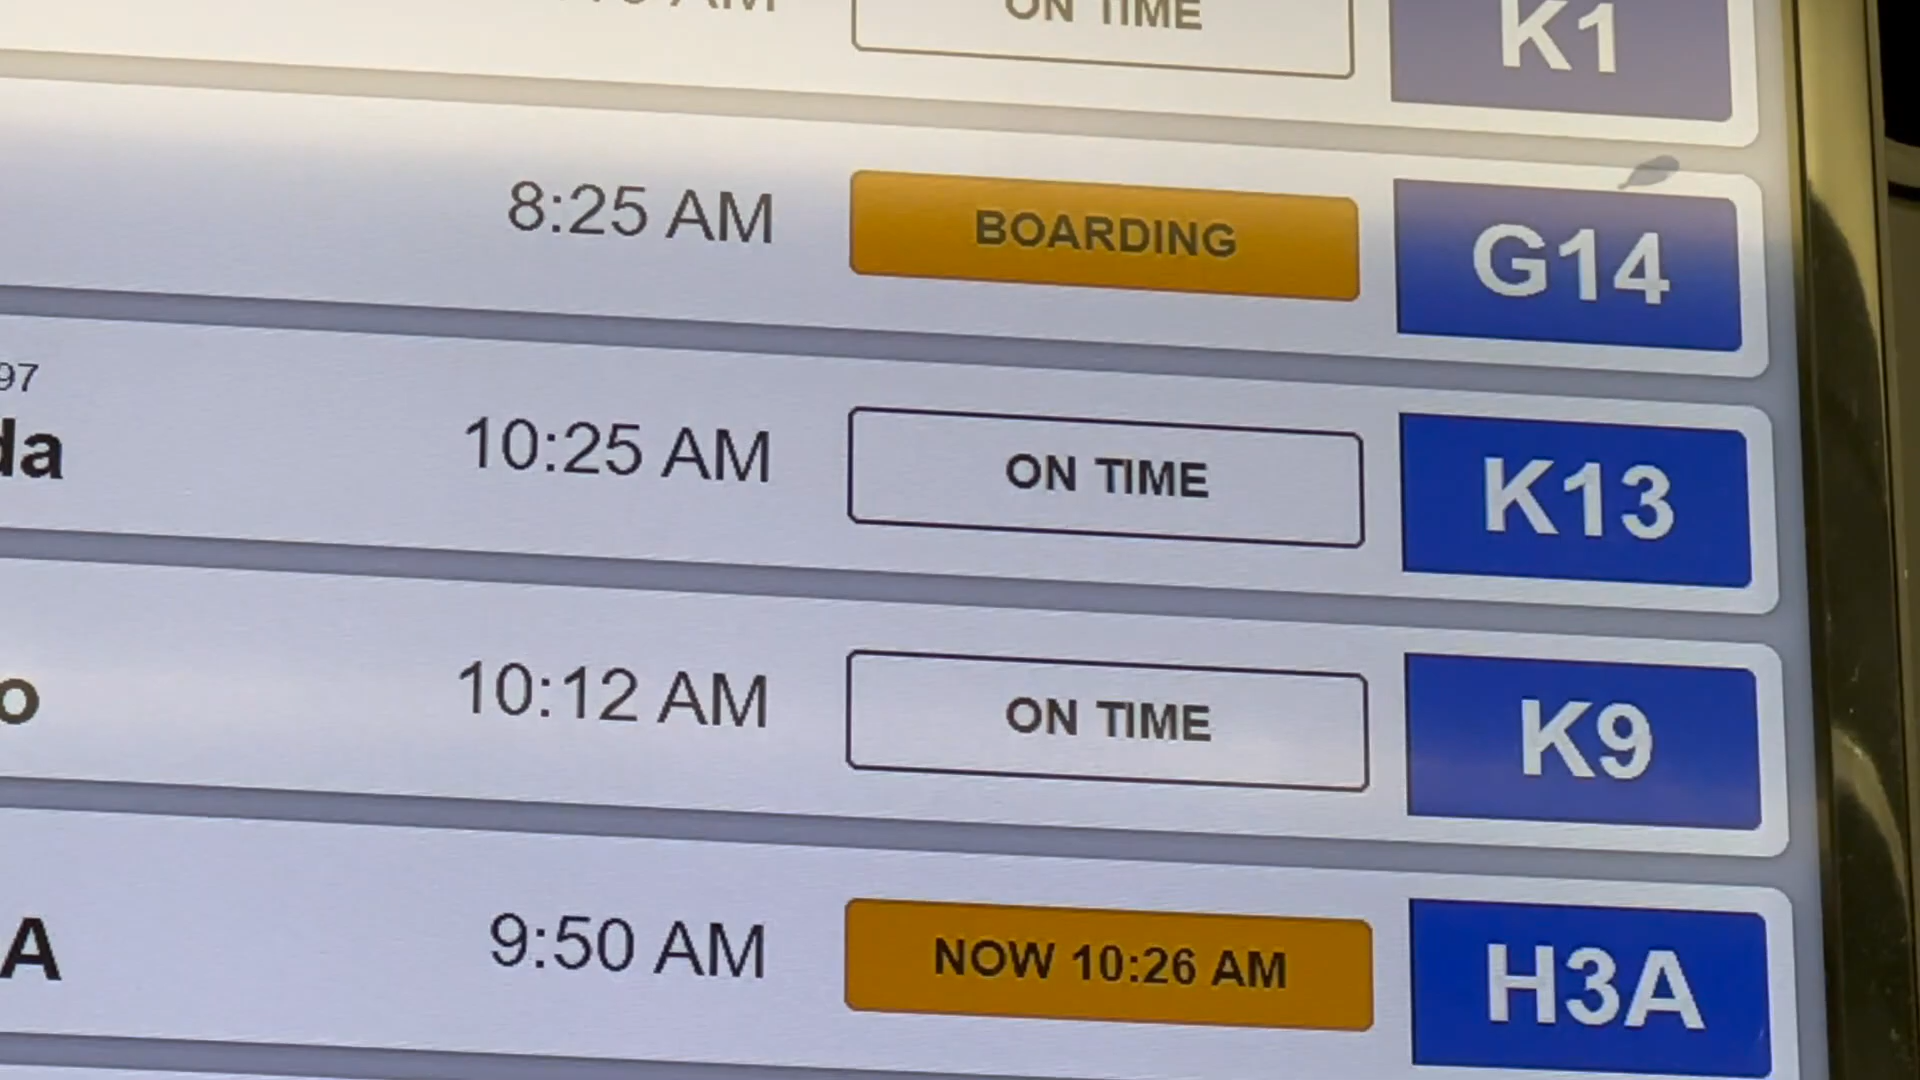 AM ON TIME K1
8:25 AM BOARDING G14
97
da 10:25 AM ON TIME K13
o 10:12 AM ON TIME K9
A 9:50 AM NOW 10:26 AM H3A